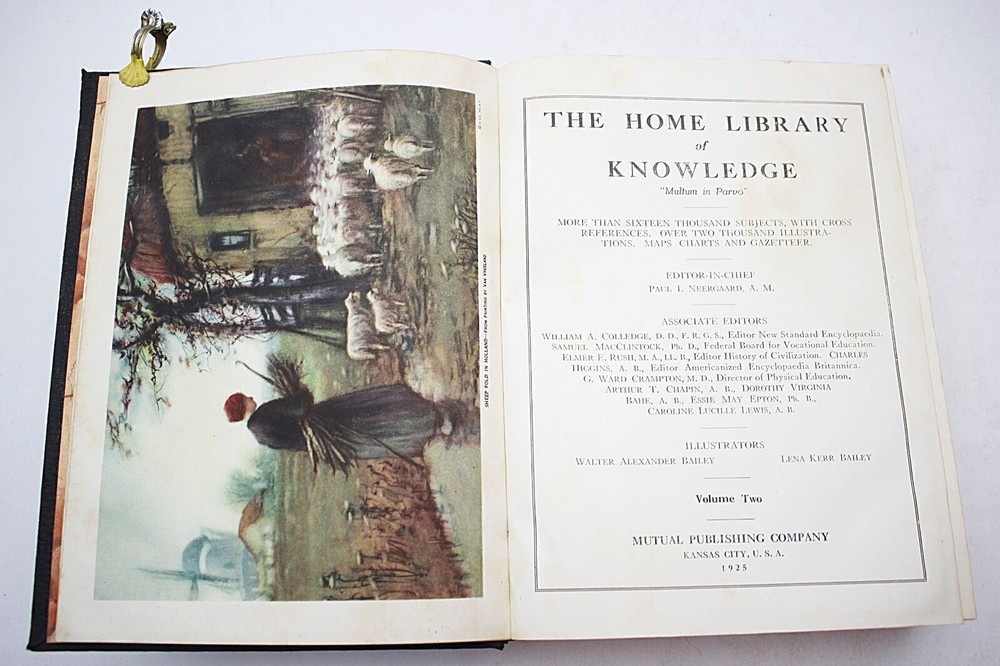 SHEEP FOLD IN HOLLAND—FROM PAINTING BY VAN VREELAND
THE HOME LIBRARY
of
KNOWLEDGE
"Multum in Parvo"
MORE THAN SIXTEEN THOUSAND SUBJECTS, WITH CROSS
REFERENCES. OVER TWO THOUSAND ILLUSTRA-
TIONS. MAPS CHARTS AND GAZETTEER.
EDITOR-IN-CHIEF
PAUL I. NEERGAARD, A. M.
ASSOCIATE EDITORS
WILLIAM A. COLLEDGE, D. D., F. R. G. S., Editor New Standard Encyclopaedia.
SAMUEL MACCLINTOCK, Ph. D., Federal Board for Vocational Education.
ELMER E. RUSH, M. A., LL. B., Editor History of Civilization. CHARLES
HIGGINS, A. B., Editor Americanized Encyclopaedia Britannica.
G. WARD CRAMPTON, M. D., Director of Physical Education.
ARTHUR T. CHAPIN, A. B., DOROTHY VIRGINIA
BAHE, A. B., ESSIE MAY EPTON, Ph. B.,
CAROLINE LUCILLE LEWIS, A. B.
ILLUSTRATORS
WALTER ALEXANDER BAILEY LENA KERR BAILEY
Volume Two
MUTUAL PUBLISHING COMPANY
KANSAS CITY, U. S. A.
1925